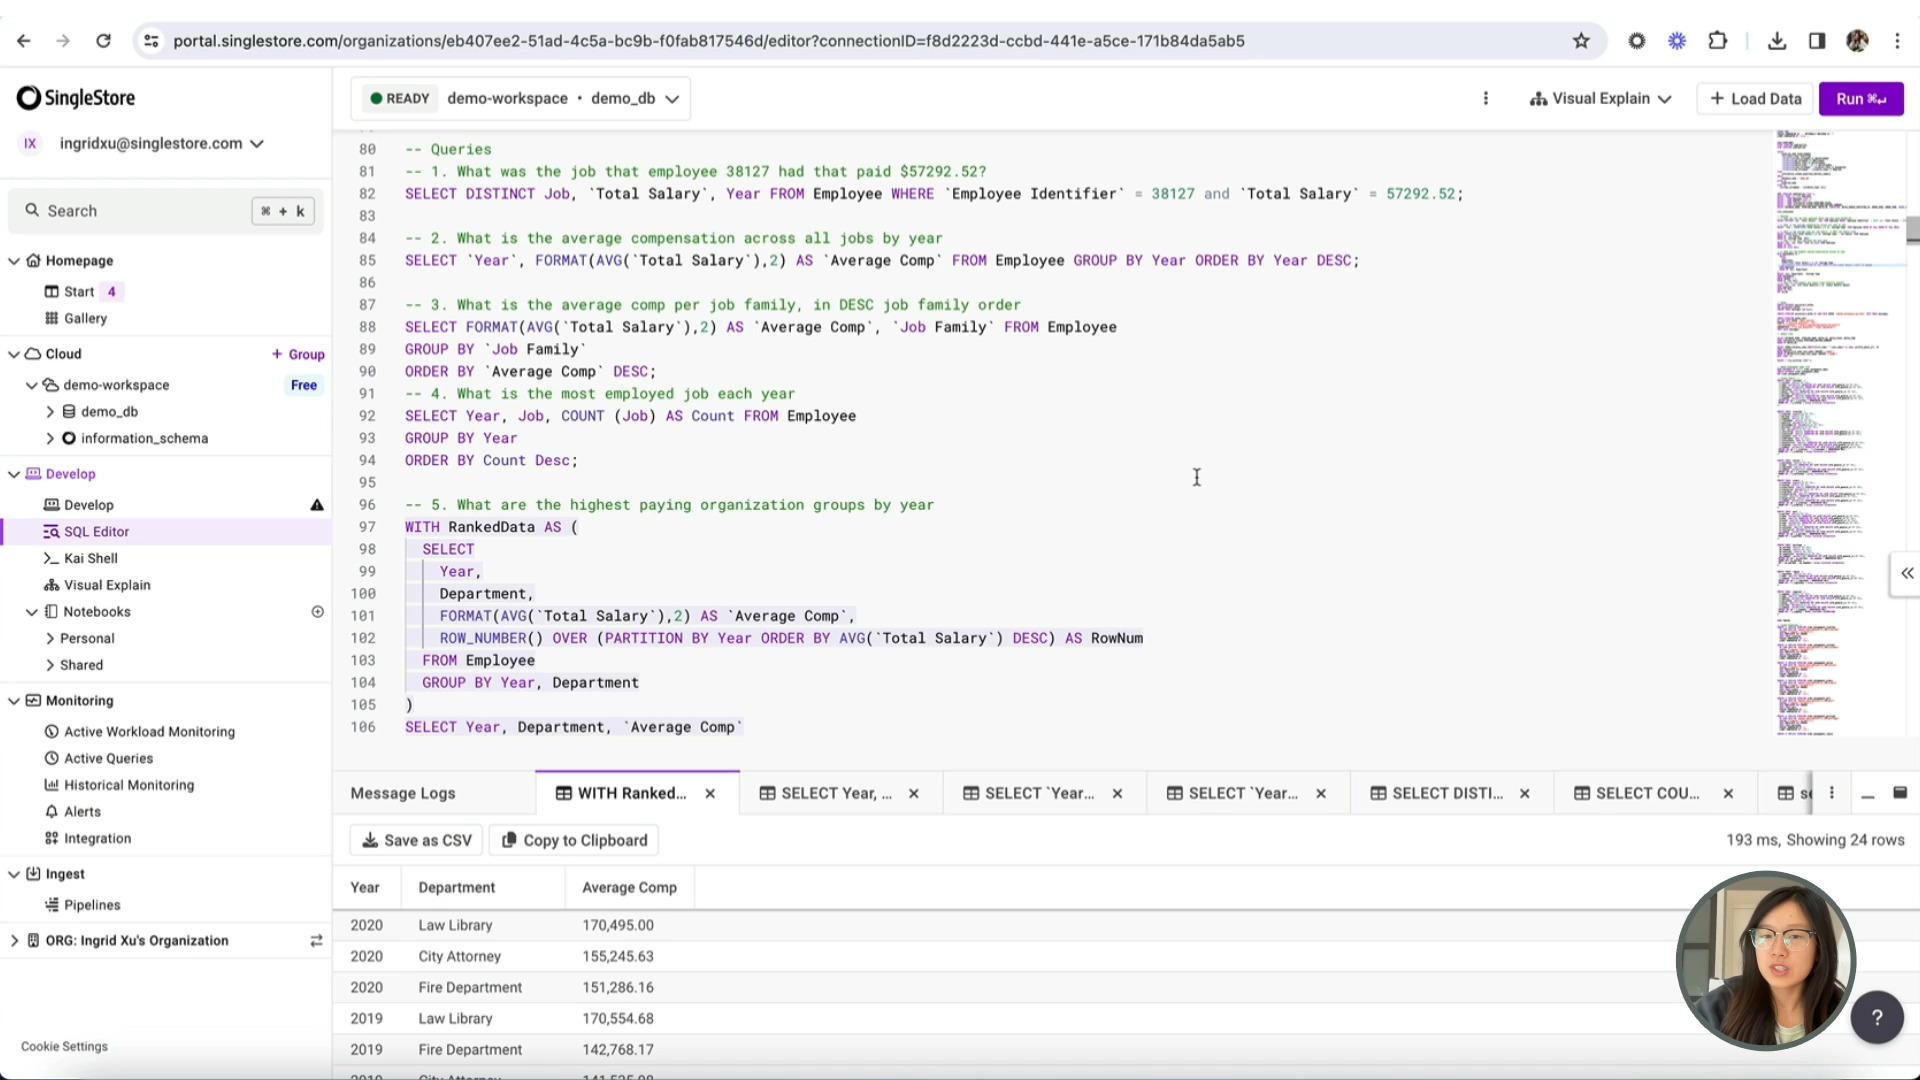 portal.singlestore.com/organizations/eb407ee2-51ad-4c5a-bc9b-f0fab817546d/editor?connectionID=f8d2223d-ccbd-441e-a5ce-171b84da5ab5
SingleStore
IX ingridxu@singlestore.com
Search ⌘ + k
Homepage
Start 4
Gallery
Cloud + Group
demo-workspace Free
demo_db
information_schema
Develop
Develop
SQL Editor
Kai Shell
Visual Explain
Notebooks
Personal
Shared
Monitoring
Active Workload Monitoring
Active Queries
Historical Monitoring
Alerts
Integration
Ingest
Pipelines
ORG: Ingrid Xu's Organization
Cookie Settings
READY demo-workspace • demo_db
Visual Explain
+ Load Data
Run ⌘↵
80 -- Queries
81 -- 1. What was the job that employee 38127 had that paid $57292.52?
82 SELECT DISTINCT Job, `Total Salary`, Year FROM Employee WHERE `Employee Identifier` = 38127 and `Total Salary` = 57292.52;
83
84 -- 2. What is the average compensation across all jobs by year
85 SELECT `Year`, FORMAT(AVG(`Total Salary`),2) AS `Average Comp` FROM Employee GROUP BY Year ORDER BY Year DESC;
86
87 -- 3. What is the average comp per job family, in DESC job family order
88 SELECT FORMAT(AVG(`Total Salary`),2) AS `Average Comp`, `Job Family` FROM Employee
89 GROUP BY `Job Family`
90 ORDER BY `Average Comp` DESC;
91 -- 4. What is the most employed job each year
92 SELECT Year, Job, COUNT (Job) AS Count FROM Employee
93 GROUP BY Year
94 ORDER BY Count Desc;
95
96 -- 5. What are the highest paying organization groups by year
97 WITH RankedData AS (
98 SELECT
99 Year,
100 Department,
101 FORMAT(AVG(`Total Salary`),2) AS `Average Comp`,
102 ROW_NUMBER() OVER (PARTITION BY Year ORDER BY AVG(`Total Salary`) DESC) AS RowNum
103 FROM Employee
104 GROUP BY Year, Department
105 )
106 SELECT Year, Department, `Average Comp`
Message Logs
WITH Ranked... ×
SELECT Year, ... ×
SELECT `Year... ×
SELECT `Year... ×
SELECT DISTI... ×
SELECT COU... ×
Save as CSV
Copy to Clipboard
193 ms, Showing 24 rows
Year Department Average Comp
2020 Law Library 170,495.00
2020 City Attorney 155,245.63
2020 Fire Department 151,286.16
2019 Law Library 170,554.68
2019 Fire Department 142,768.17
?